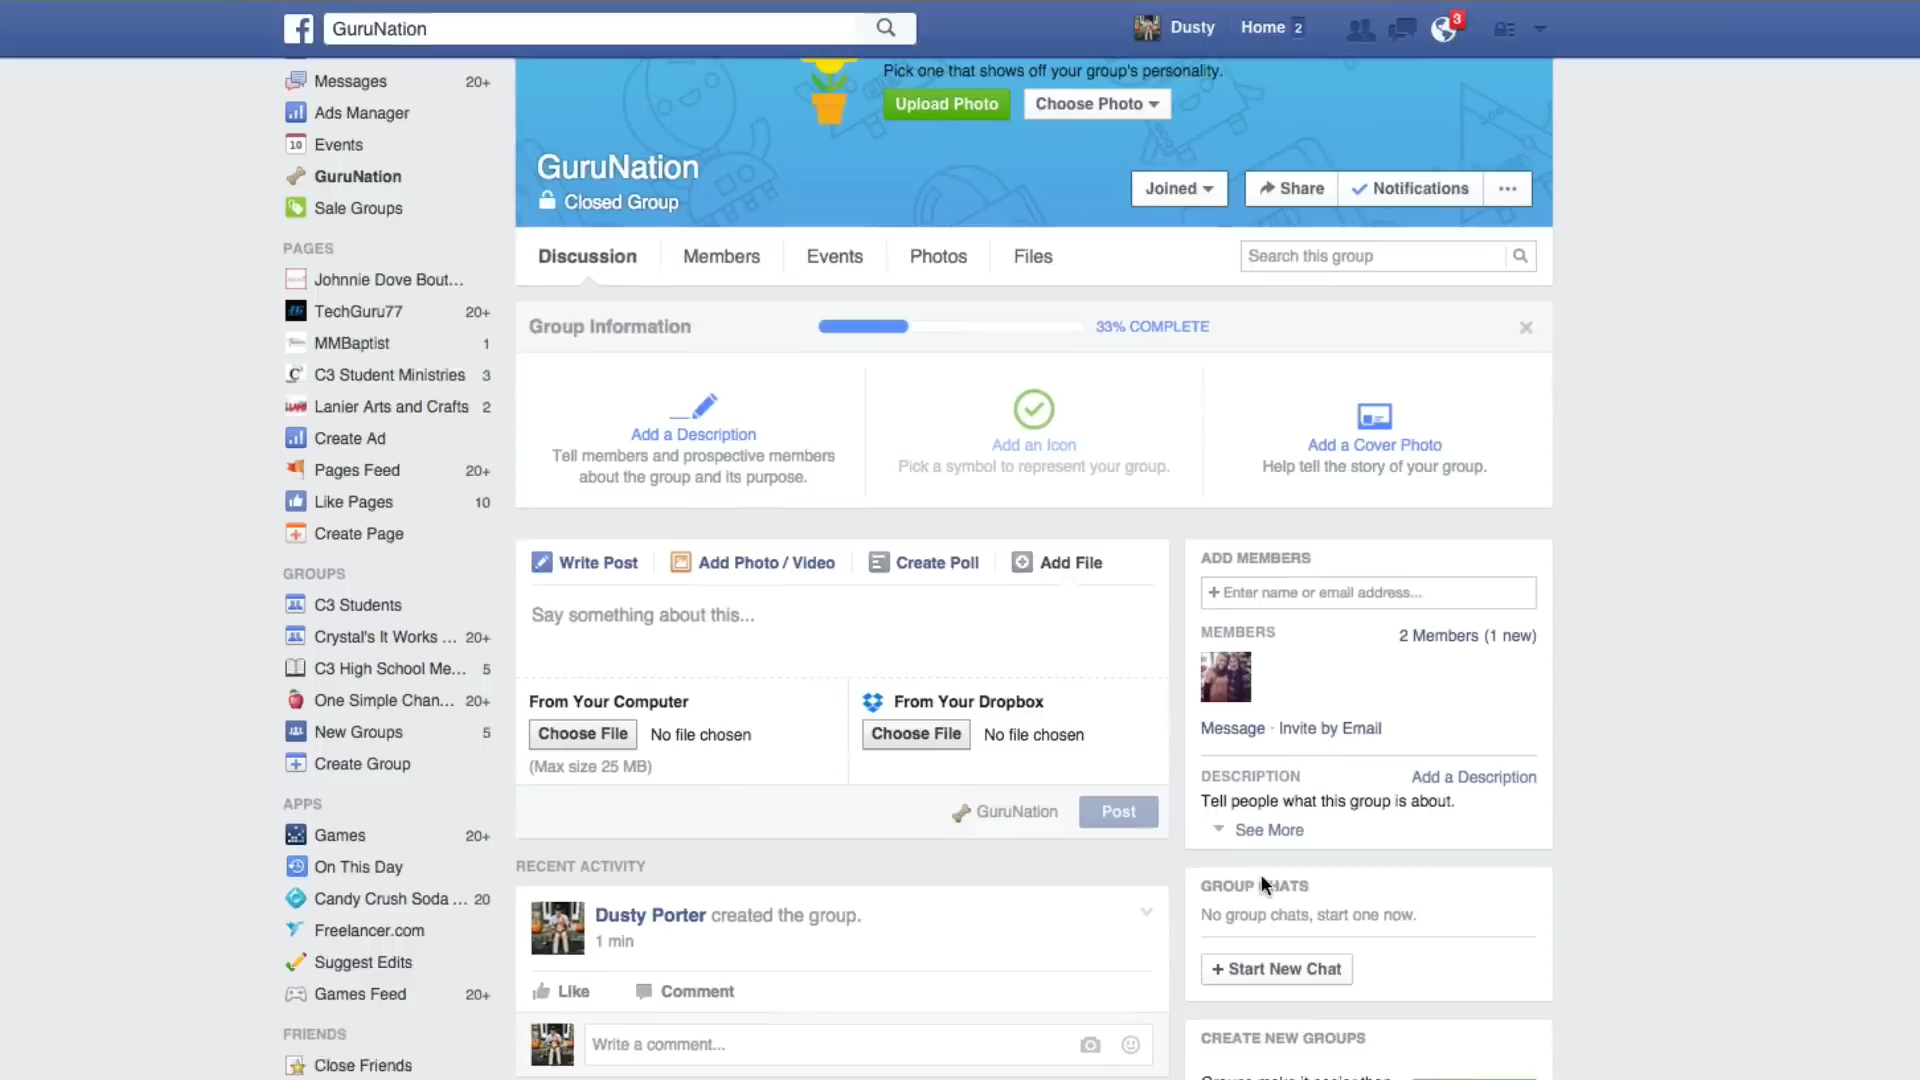 GuruNation
Dusty
Home 2
3
Messages 20+
Ads Manager
10 Events
GuruNation
Sale Groups
PAGES
Johnnie Dove Bout...
TechGuru77 20+
MMBaptist 1
C3 Student Ministries 3
Lanier Arts and Crafts 2
Create Ad
Pages Feed 20+
Like Pages 10
Create Page
GROUPS
C3 Students
Crystal's It Works ... 20+
C3 High School Me... 5
One Simple Chan... 20+
New Groups 5
Create Group
APPS
Games 20+
On This Day
Candy Crush Soda ... 20
Freelancer.com
Suggest Edits
Games Feed 20+
FRIENDS
Close Friends
Pick one that shows off your group's personality.
Upload Photo Choose Photo
GuruNation
Closed Group
Joined Share Notifications ...
Discussion Members Events Photos Files
Search this group
Group Information 33% COMPLETE
Add a Description
Tell members and prospective members
about the group and its purpose.
Add an Icon
Pick a symbol to represent your group.
Add a Cover Photo
Help tell the story of your group.
Write Post Add Photo / Video Create Poll Add File
Say something about this...
From Your Computer
Choose File No file chosen
(Max size 25 MB)
From Your Dropbox
Choose File No file chosen
GuruNation Post
RECENT ACTIVITY
Dusty Porter created the group.
1 min
Like Comment
Write a comment...
ADD MEMBERS
+ Enter name or email address...
MEMBERS 2 Members (1 new)
Message · Invite by Email
DESCRIPTION Add a Description
Tell people what this group is about.
See More
GROUP CHATS
No group chats, start one now.
+ Start New Chat
CREATE NEW GROUPS